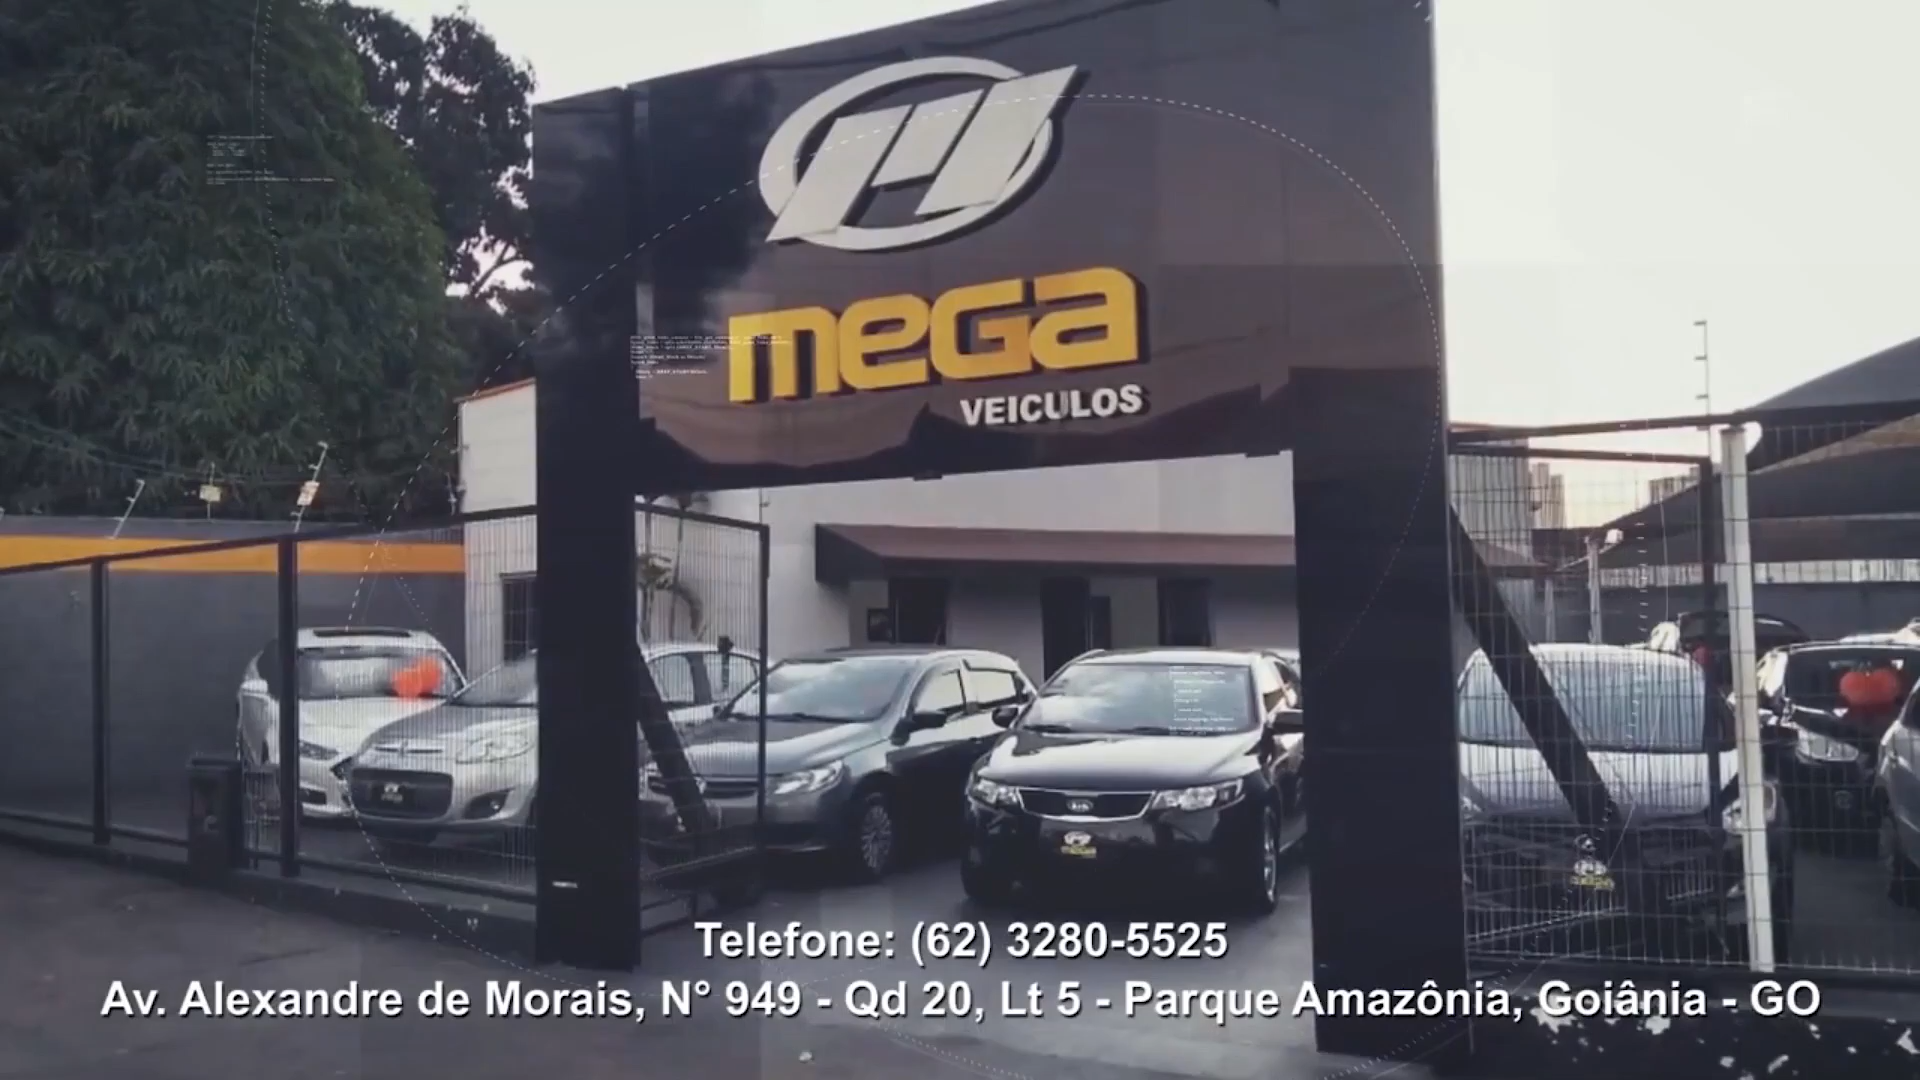 mega
VEICULOS
Telefone: (62) 3280-5525
Av. Alexandre de Morais, N° 949 - Qd 20, Lt 5 - Parque Amazônia, Goiânia - GO